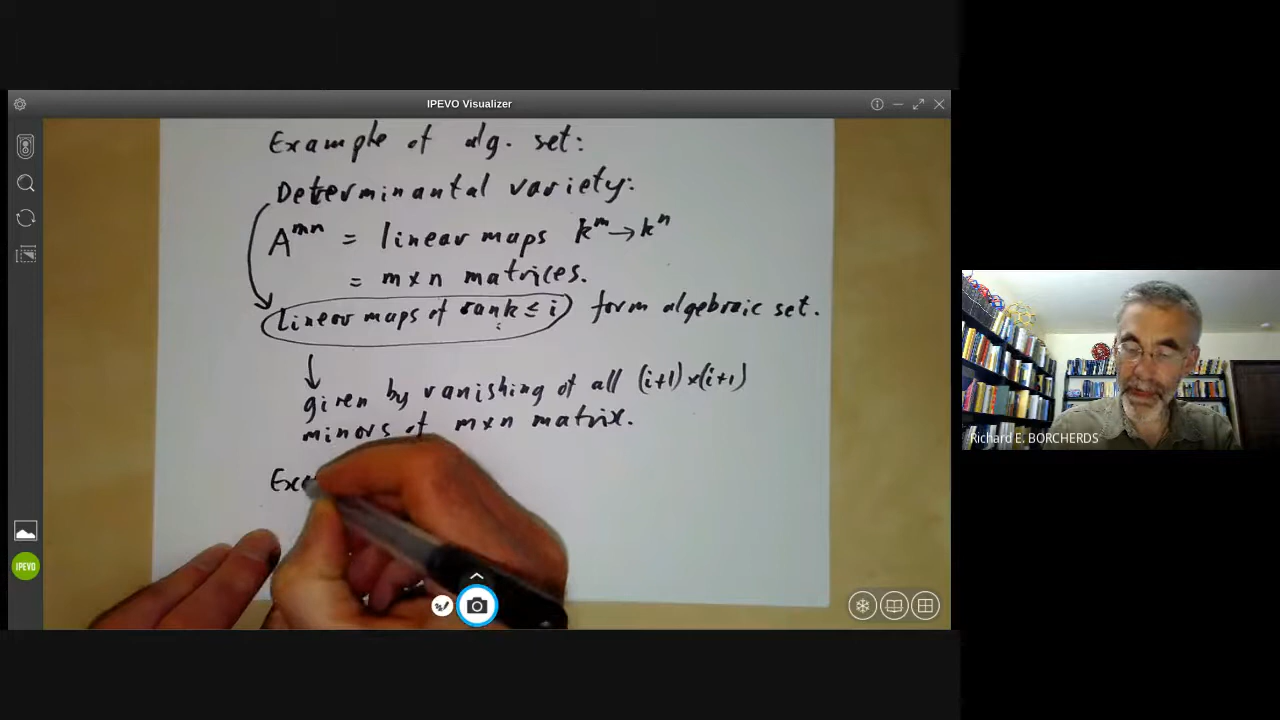 IPEVO Visualizer
Example of alg. set:
Determinantal variety:
A^mn = linear maps k^m → k^n
= m×n matrices.
linear maps of rank ≤ i form algebraic set.
given by vanishing of all (i+1)×(i+1)
minors of m×n matrix.
Exa
IPEVO
Richard E. BORCHERDS